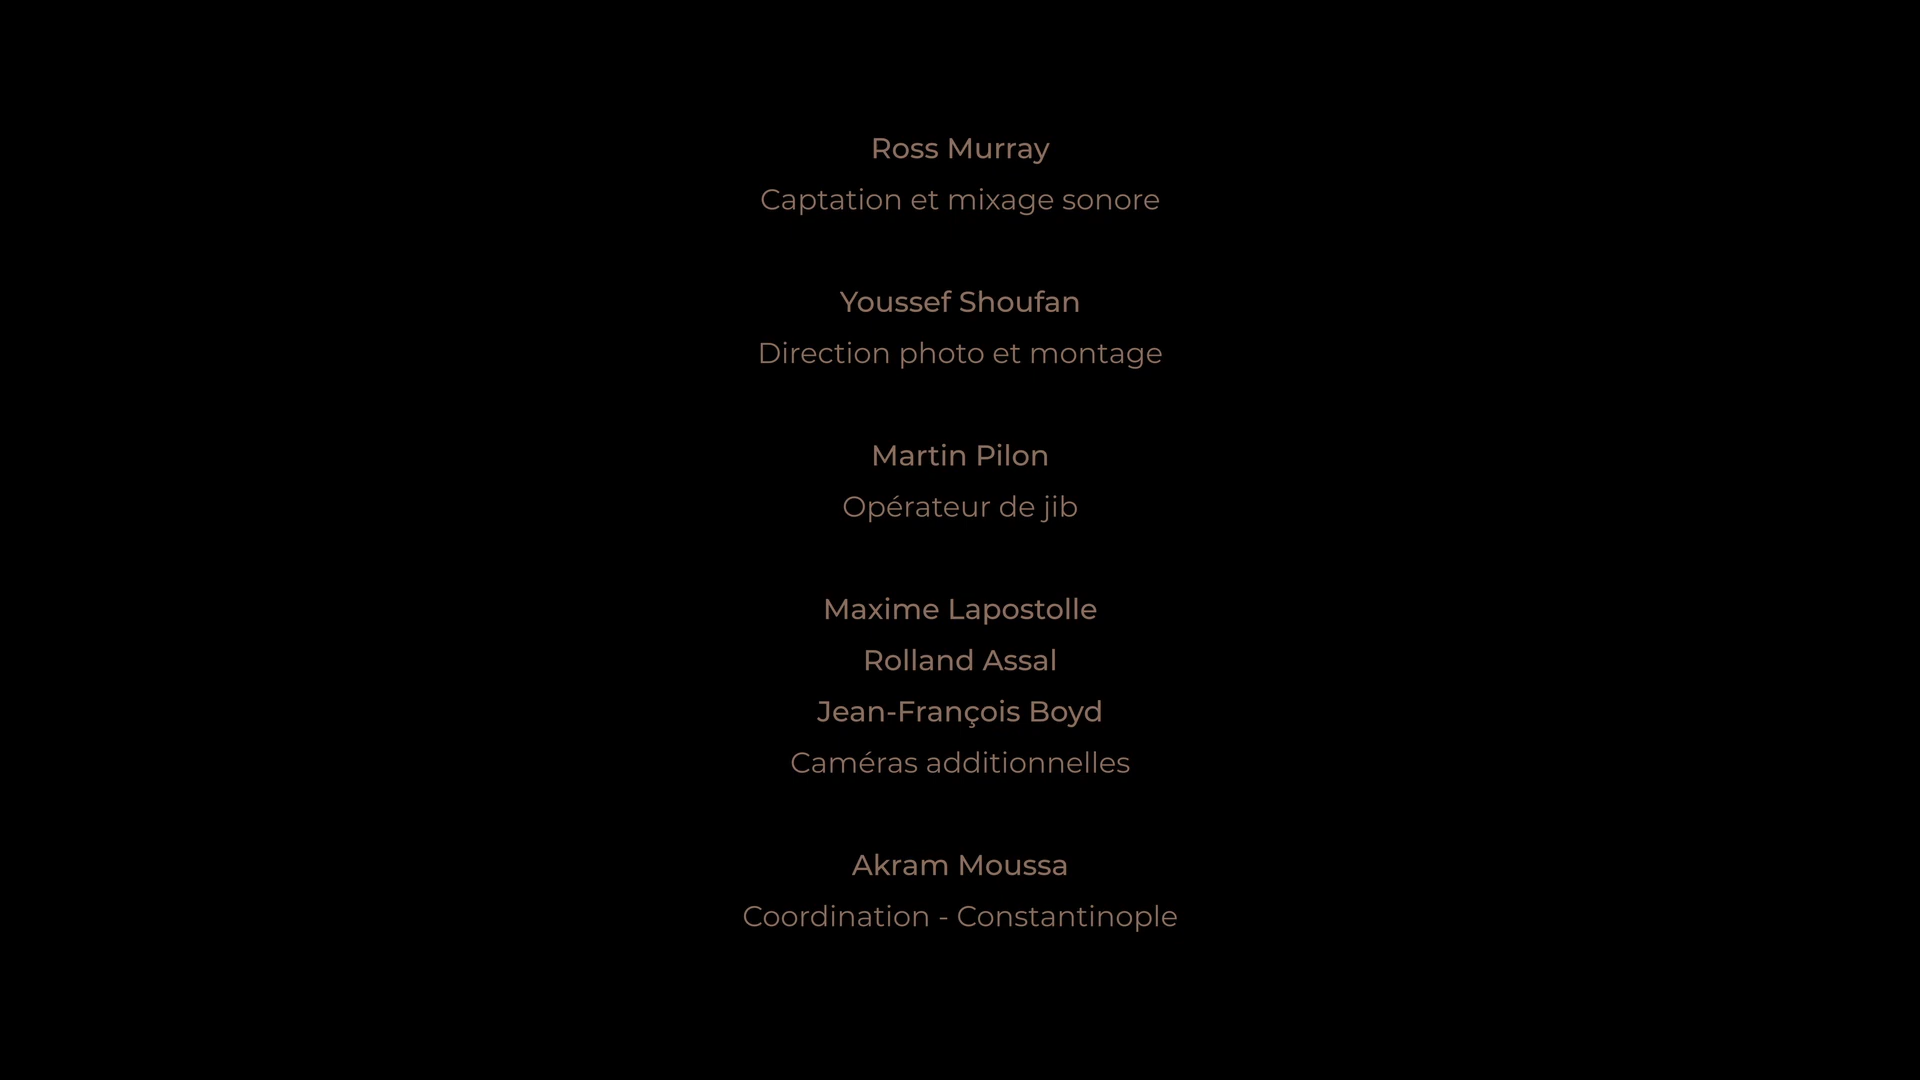 Ross Murray
Captation et mixage sonore
Youssef Shoufan
Direction photo et montage
Martin Pilon
Opérateur de jib
Maxime Lapostolle
Rolland Assal
Jean-François Boyd
Caméras additionnelles
Akram Moussa
Coordination - Constantinople